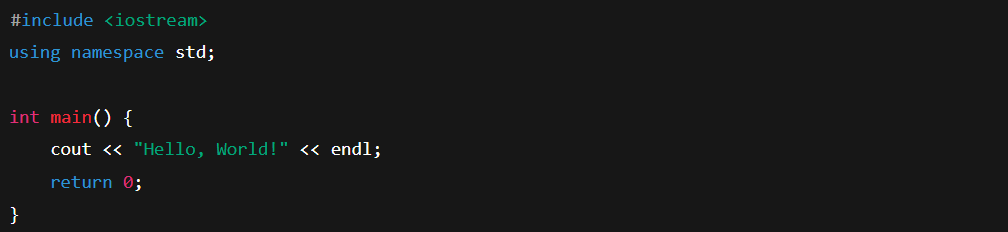 #include <iostream>
using namespace std;

int main() {
    cout << "Hello, World!" << endl;
    return 0;
}